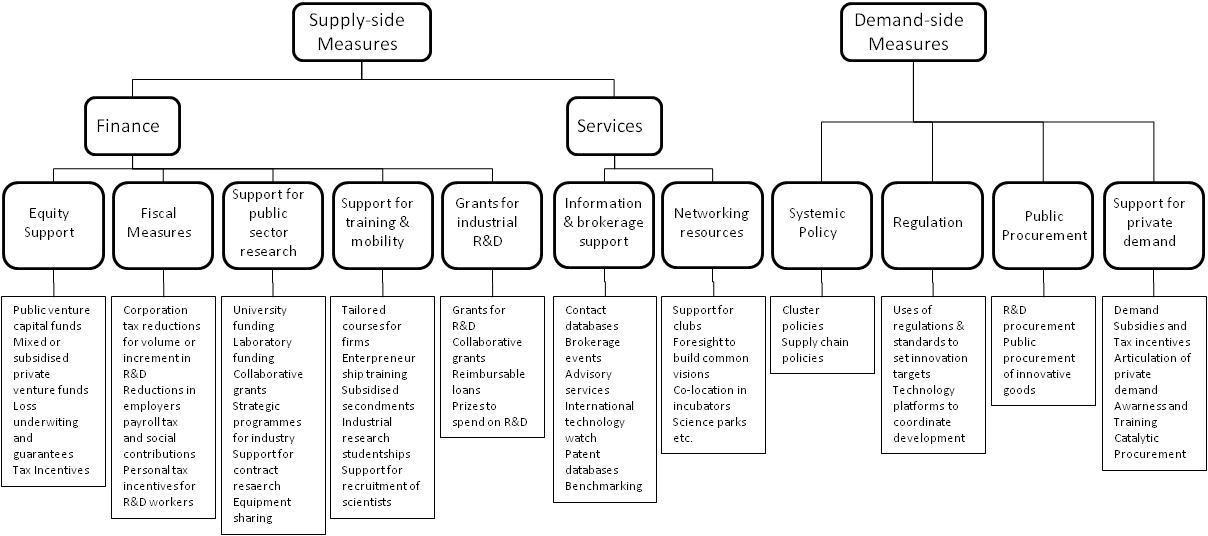 Supply-side
Measures
Demand-side
Measures
Finance
Services
Equity
Support
Fiscal
Measures
Support for
public
sector
research
Support for
training &
mobility
Grants for
industrial
R&D
Information
& brokerage
support
Networking
resources
Systemic
Policy
Regulation
Public
Procurement
Support for
private
demand
Public venture
capital funds
Mixed or
subsidised
private
venture funds
Loss
underwiting
and
guarantees
Tax Incentives
Corporation
tax reductions
for volume or
increment in
R&D
Reductions in
employers
payroll tax
and social
contributions
Personal tax
incentives for
R&D workers
University
funding
Laboratory
funding
Collaborative
grants
Strategic
programmes
for industry
Support for
contract
resaerch
Equipment
sharing
Tailored
courses for
firms
Enterpreneur
ship training
Subsidised
secondments
Industrial
research
studentships
Support for
recruitment of
scientists
Grants for
R&D
Collaborative
grants
Reimbursable
loans
Prizes to
spend on R&D
Contact
databases
Brokerage
events
Advisory
services
International
technology
watch
Patent
databases
Benchmarking
Support for
clubs
Foresight to
build common
visions
Co-location in
incubators
Science parks
etc.
Cluster
policies
Supply chain
policies
Uses of
regulations &
standards to
set innovation
targets
Technology
platforms to
coordinate
development
R&D
procurement
Public
procurement
of innovative
goods
Demand
Subsidies and
Tax incentives
Articulation of
private
demand
Awarness and
Training
Catalytic
Procurement